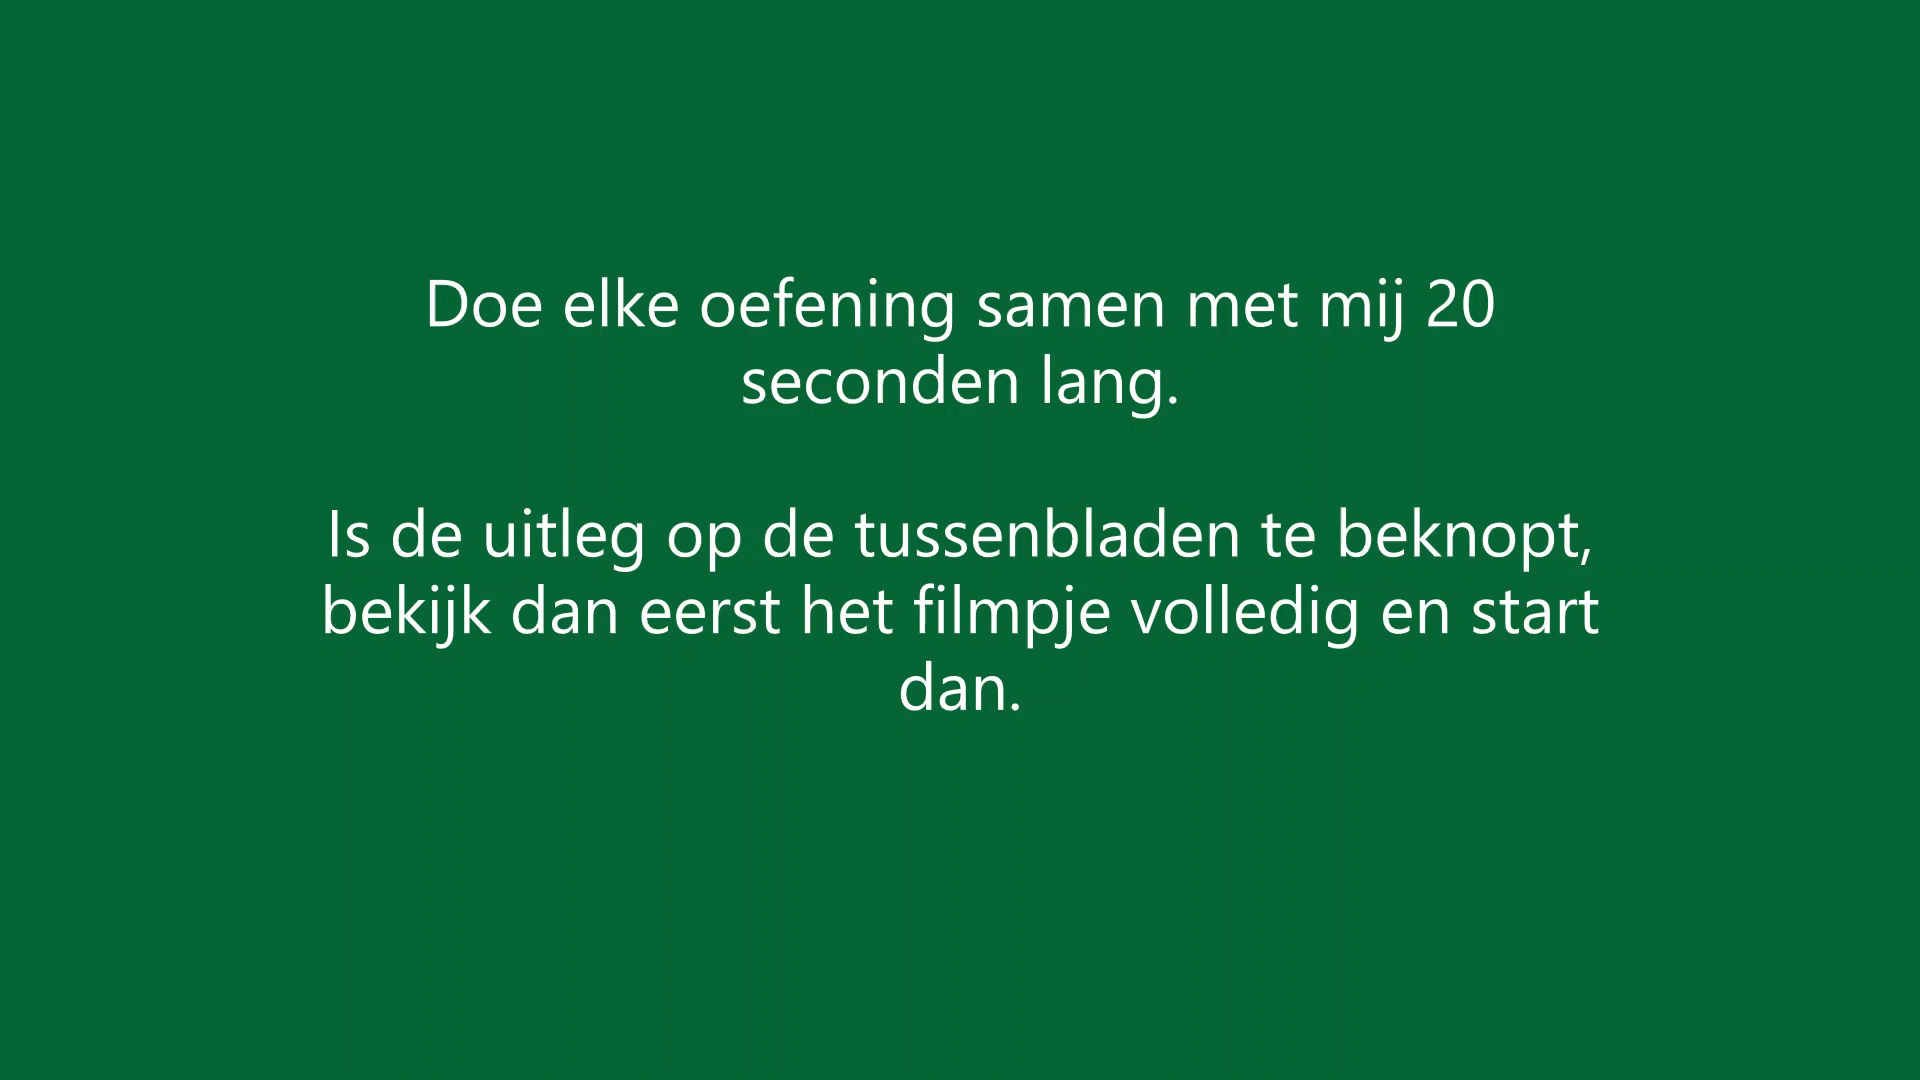 Doe elke oefening samen met mij 20
seconden lang.
Is de uitleg op de tussenbladen te beknopt,
bekijk dan eerst het filmpje volledig en start
dan.